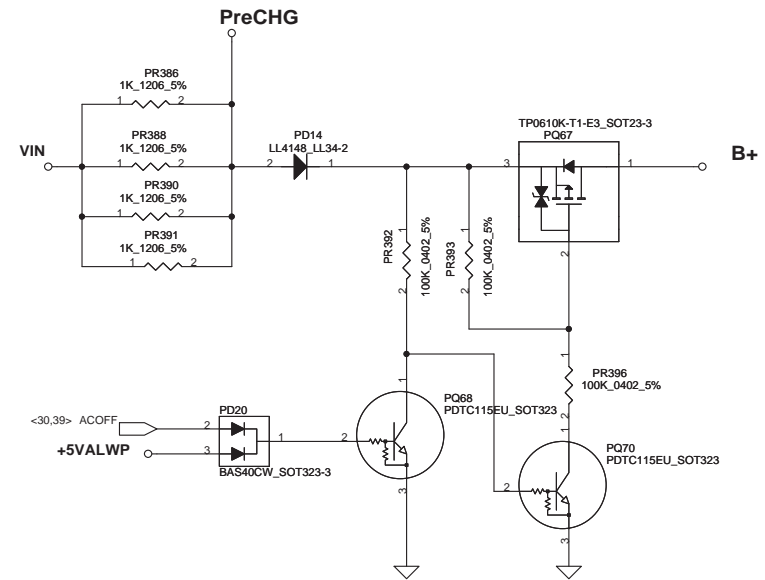 PreCHG
PR386
1K_1206_5%
1 2
PR388
1K_1206_5%
1 2
PR390
1K_1206_5%
1 2
PR391
1K_1206_5%
1 2
VIN
PD14
LL4148_LL34-2
2 1
TP0610K-T1-E3_SOT23-3
PQ67
3 1
2
B+
PR392
100K_0402_5%
1 2
PR393
100K_0402_5%
1 2
PR396
100K_0402_5%
1 2
PQ68
PDTC115EU_SOT323
1
2
3
<30,39> ACOFF
+5VALWP
PD20
2
3
1
BAS40CW_SOT323-3
PQ70
PDTC115EU_SOT323
1
2
3